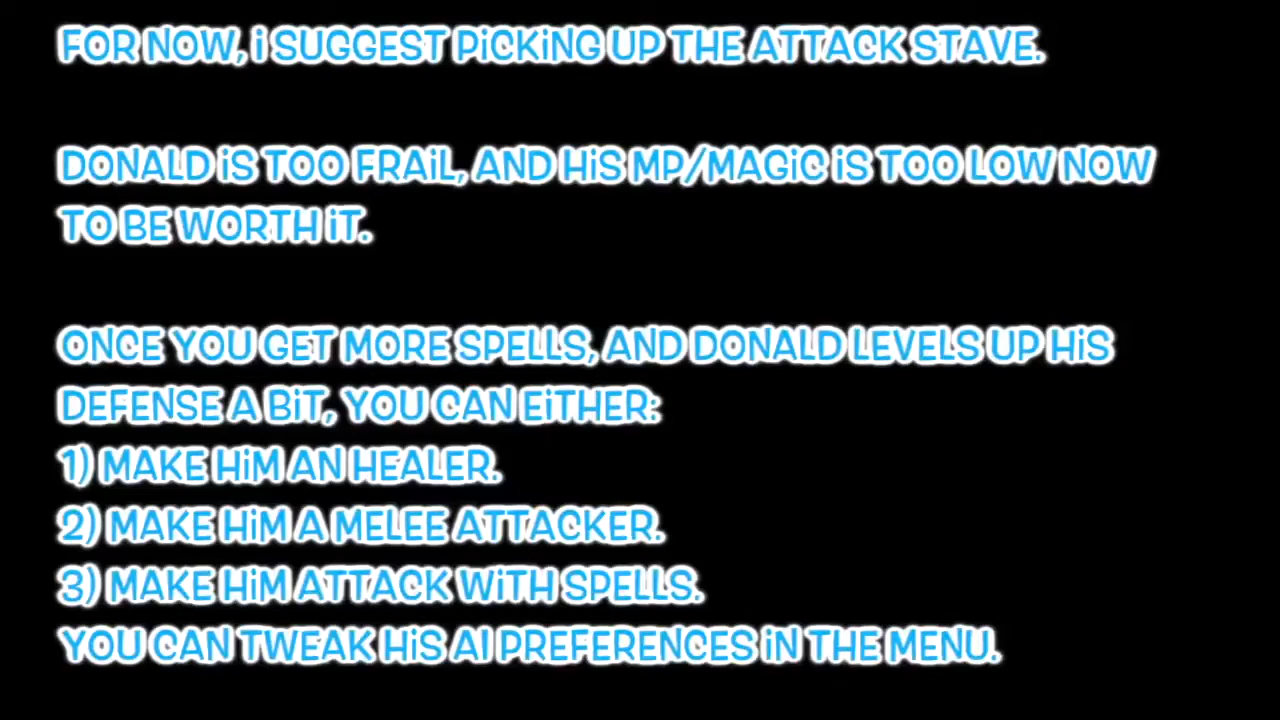 FOR NOW, i SUGGEST PiCKiNG UP THE ATTACK STAVE.
DONALD iS TOO FRAiL, AND HiS MP/MAGiC iS TOO LOW NOW
TO BE WORTH iT.
ONCE YOU GET MORE SPELLS, AND DONALD LEVELS UP HiS
DEFENSE A BiT, YOU CAN EiTHER:
1) MAKE HiM AN HEALER.
2) MAKE HiM A MELEE ATTACKER.
3) MAKE HiM ATTACK WiTH SPELLS.
YOU CAN TWEAK HiS AI PREFERENCES iN THE MENU.